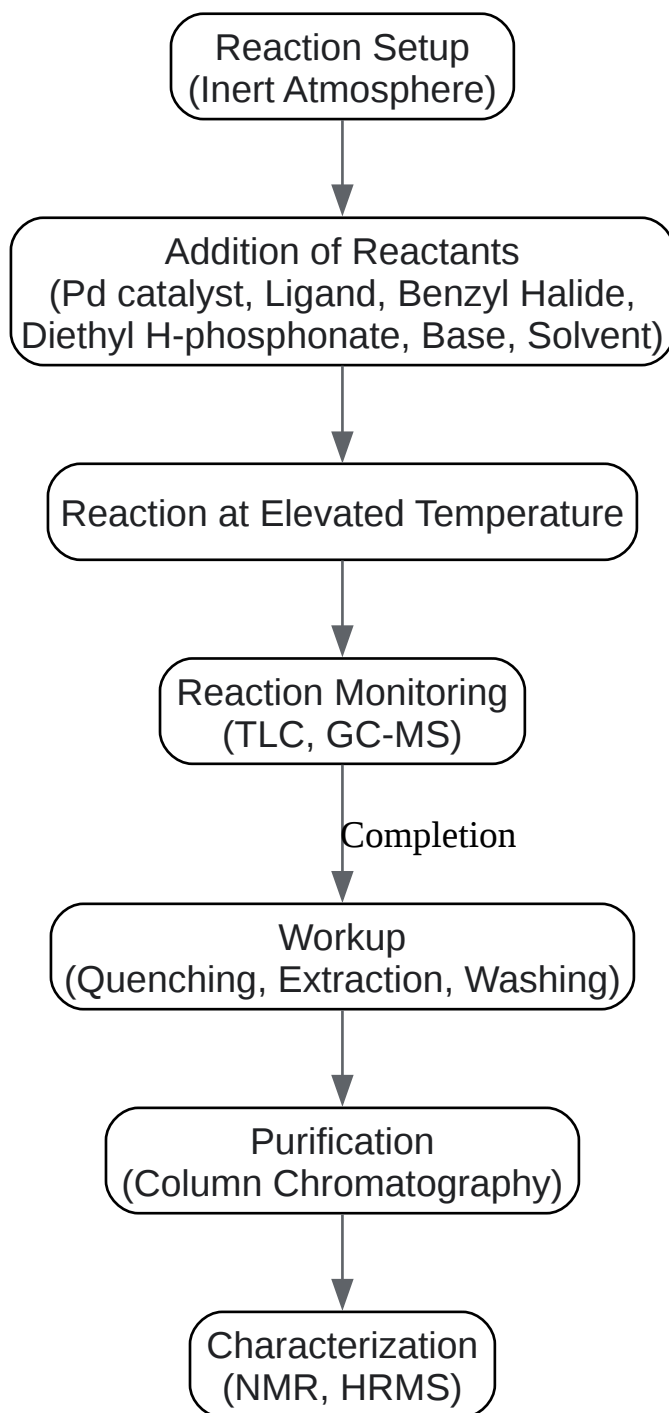 Reaction Setup
(Inert Atmosphere)
Addition of Reactants
(Pd catalyst, Ligand, Benzyl Halide,
Diethyl H-phosphonate, Base, Solvent)
Reaction at Elevated Temperature
Reaction Monitoring
(TLC, GC-MS)
Completion
Workup
(Quenching, Extraction, Washing)
Purification
(Column Chromatography)
Characterization
(NMR, HRMS)